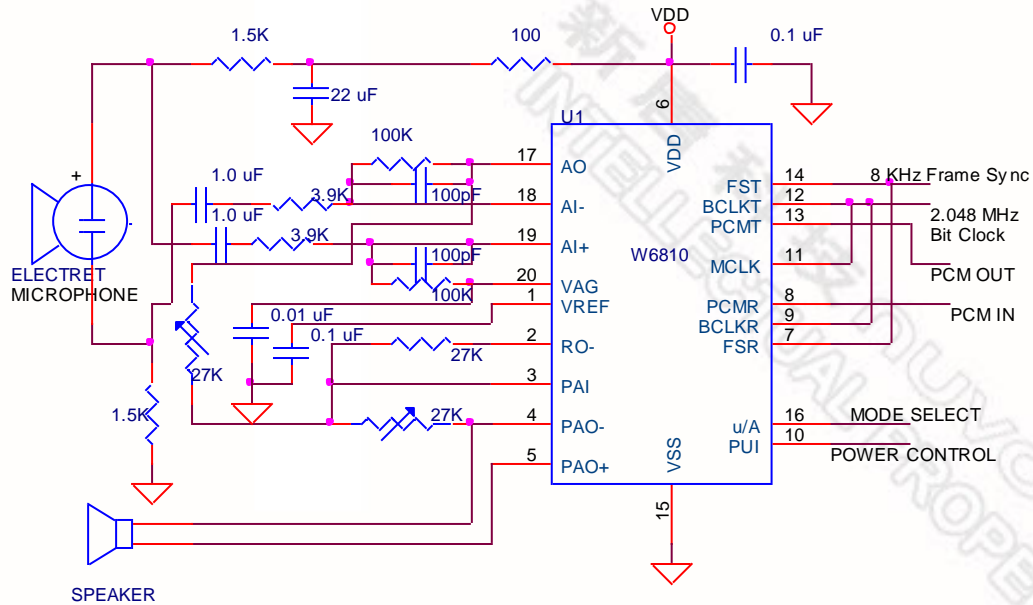 VDD
1.5K
100
0.1 uF
22 uF
6
U1
VDD
100K
17
AO
1.0 uF
100pF
18
AI-
3.9K
1.0 uF
3.9K
19
AI+
100pF
W6810
+
-
ELECTRET
MICROPHONE
20
VAG
100K
1
VREF
0.01 uF
0.1 uF
2
RO-
27K
27K
3
PAI
1.5K
27K
4
PAO-
5
PAO+
VSS
15
FST
14
8 KHz Frame Sync
BCLKT
12
PCMT
13
2.048 MHz
Bit Clock
MCLK
11
PCM OUT
PCMR
8
PCM IN
BCLKR
9
FSR
7
u/A
16
MODE SELECT
PUI
10
POWER CONTROL
SPEAKER
INTELLECTUAL PROPE
nuvo